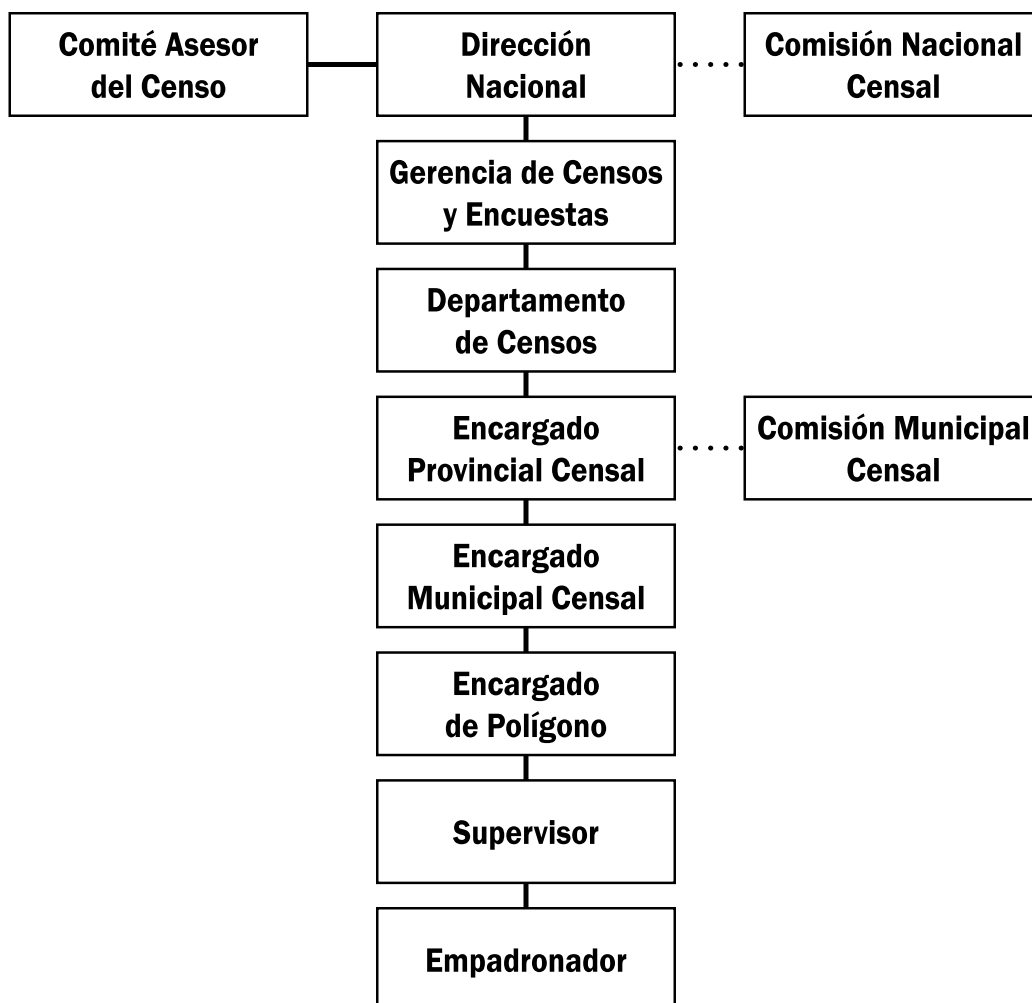 Comité Asesor
del Censo
Dirección
Nacional
Comisión Nacional
Censal
Gerencia de Censos
y Encuestas
Departamento
de Censos
Encargado
Provincial Censal
Comisión Municipal
Censal
Encargado
Municipal Censal
Encargado
de Polígono
Supervisor
Empadronador